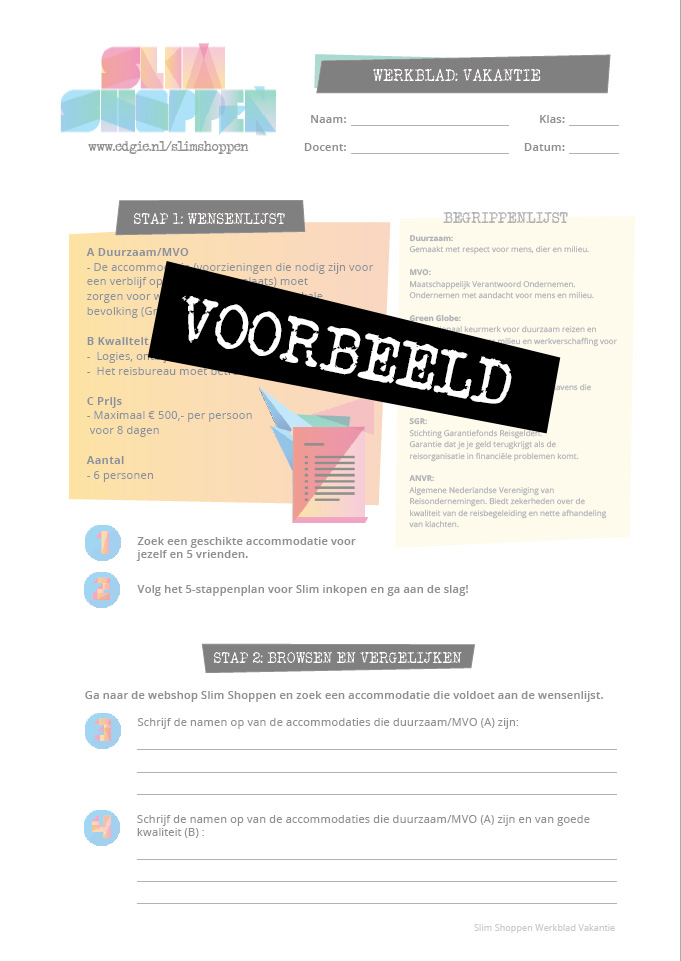 SLIM
SHOPPEN
www.edgie.nl/slimshoppen
WERKBLAD: VAKANTIE
Naam:
Klas:
Docent:
Datum:
STAP 1: WENSENLIJST
A Duurzaam/MVO
- De (voorzieningen die nodig zijn voor
een verblijf op moet
zorgen voor
bevolking
B Kwaliteit
- Logies,
- Het reisbureau moet
C Prijs
- Maximaal € 500,- per persoon
voor 8 dagen
Aantal
- 6 personen
BEGRIPPENLIJST
Duurzaam:
Gemaakt met respect voor mens, dier en milieu.
MVO:
Maatschappelijk Verantwoord Ondernemen.
Ondernemen met aandacht voor mens en milieu.
Green Globe:
keurmerk voor duurzaam reizen en
milieu en werkverschaffing voor
die
SGR:
Stichting Garantiefonds Reisgelden.
Garantie dat je je geld terugkrijgt als de
reisorganisatie in financiële problemen komt.
ANVR:
Algemene Nederlandse Vereniging van
Reisondernemingen. Biedt zekerheden over de
kwaliteit van de reisbegeleiding en nette afhandeling
van klachten.
VOORBEELD
1 Zoek een geschikte accommodatie voor
jezelf en 5 vrienden.
2 Volg het 5-stappenplan voor Slim inkopen en ga aan de slag!
STAP 2: BROWSEN EN VERGELIJKEN
Ga naar de webshop Slim Shoppen en zoek een accommodatie die voldoet aan de wensenlijst.
3 Schrijf de namen op van de accommodaties die duurzaam/MVO (A) zijn:
4 Schrijf de namen op van de accommodaties die duurzaam/MVO (A) zijn en van goede
kwaliteit (B) :
Slim Shoppen Werkblad Vakantie